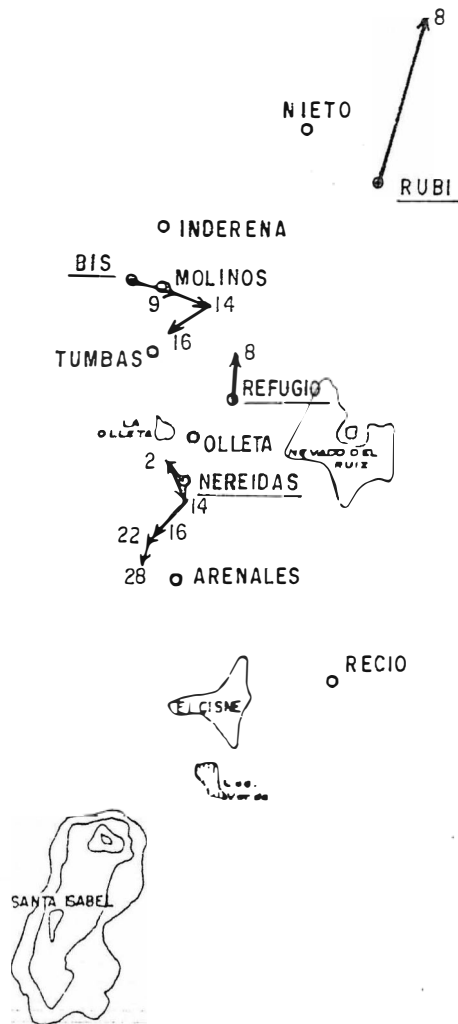 8
NIETO
RUBI
INDERENA
BIS
MOLINOS
9
14
16
TUMBAS
8
REFUGIO
LA
OLLETA
OLLETA
NEVADO DEL
RUIZ
2
NEREIDAS
14
16
22
28
ARENALES
RECIO
EL CISNE
SANTA ISABEL